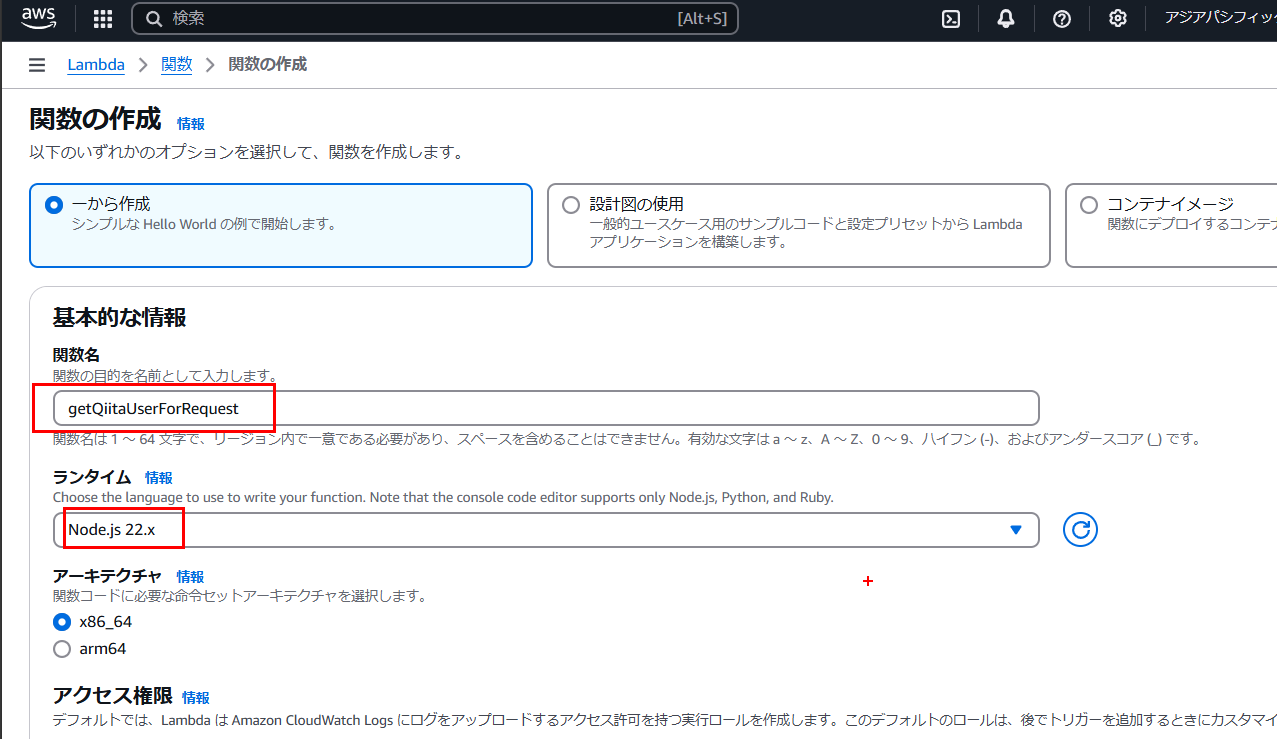 aws
検索 [Alt+S] アジアパシフィック
Lambda > 関数 > 関数の作成
関数の作成 情報
以下のいずれかのオプションを選択して、関数を作成します。
一から作成
シンプルな Hello World の例で開始します。
設計図の使用
一般的ユースケース用のサンプルコードと設定プリセットから Lambda
アプリケーションを構築します。
コンテナイメージ
関数にデプロイするコンテナ
基本的な情報
関数名
関数の目的を名前として入力します。
getQiitaUserForRequest
関数名は 1 ～ 64 文字で、リージョン内で一意である必要があり、スペースを含めることはできません。有効な文字は a ～ z、A ～ Z、0 ～ 9、ハイフン (-)、およびアンダースコア (_) です。
ランタイム 情報
Choose the language to use to write your function. Note that the console code editor supports only Node.js, Python, and Ruby.
Node.js 22.x
アーキテクチャ 情報
関数コードに必要な命令セットアーキテクチャを選択します。
x86_64
arm64
アクセス権限 情報
デフォルトでは、Lambda は Amazon CloudWatch Logs にログをアップロードするアクセス許可を持つ実行ロールを作成します。このデフォルトのロールは、後でトリガーを追加するときにカスタマイ